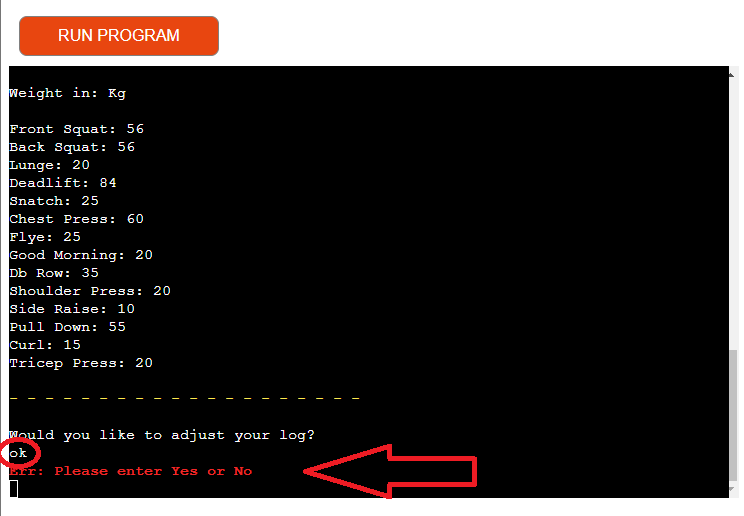 RUN PROGRAM
Weight in: Kg
Front Squat: 56
Back Squat: 56
Lunge: 20
Deadlift: 84
Snatch: 25
Chest Press: 60
Flye: 25
Good Morning: 20
Db Row: 35
Shoulder Press: 20
Side Raise: 10
Pull Down: 55
Curl: 15
Tricep Press: 20
- - - - - - - - - - - - - - - - - - - -
Would you like to adjust your log?
ok
Err: Please enter Yes or No